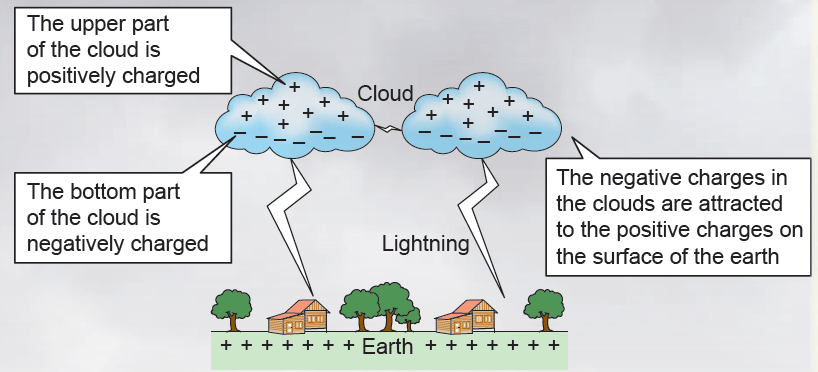 The upper part
of the cloud is
positively charged
Cloud
The bottom part
of the cloud is
negatively charged
The negative charges in
the clouds are attracted
to the positive charges on
the surface of the earth
Lightning
+ + + + + + + Earth + + + + + + +